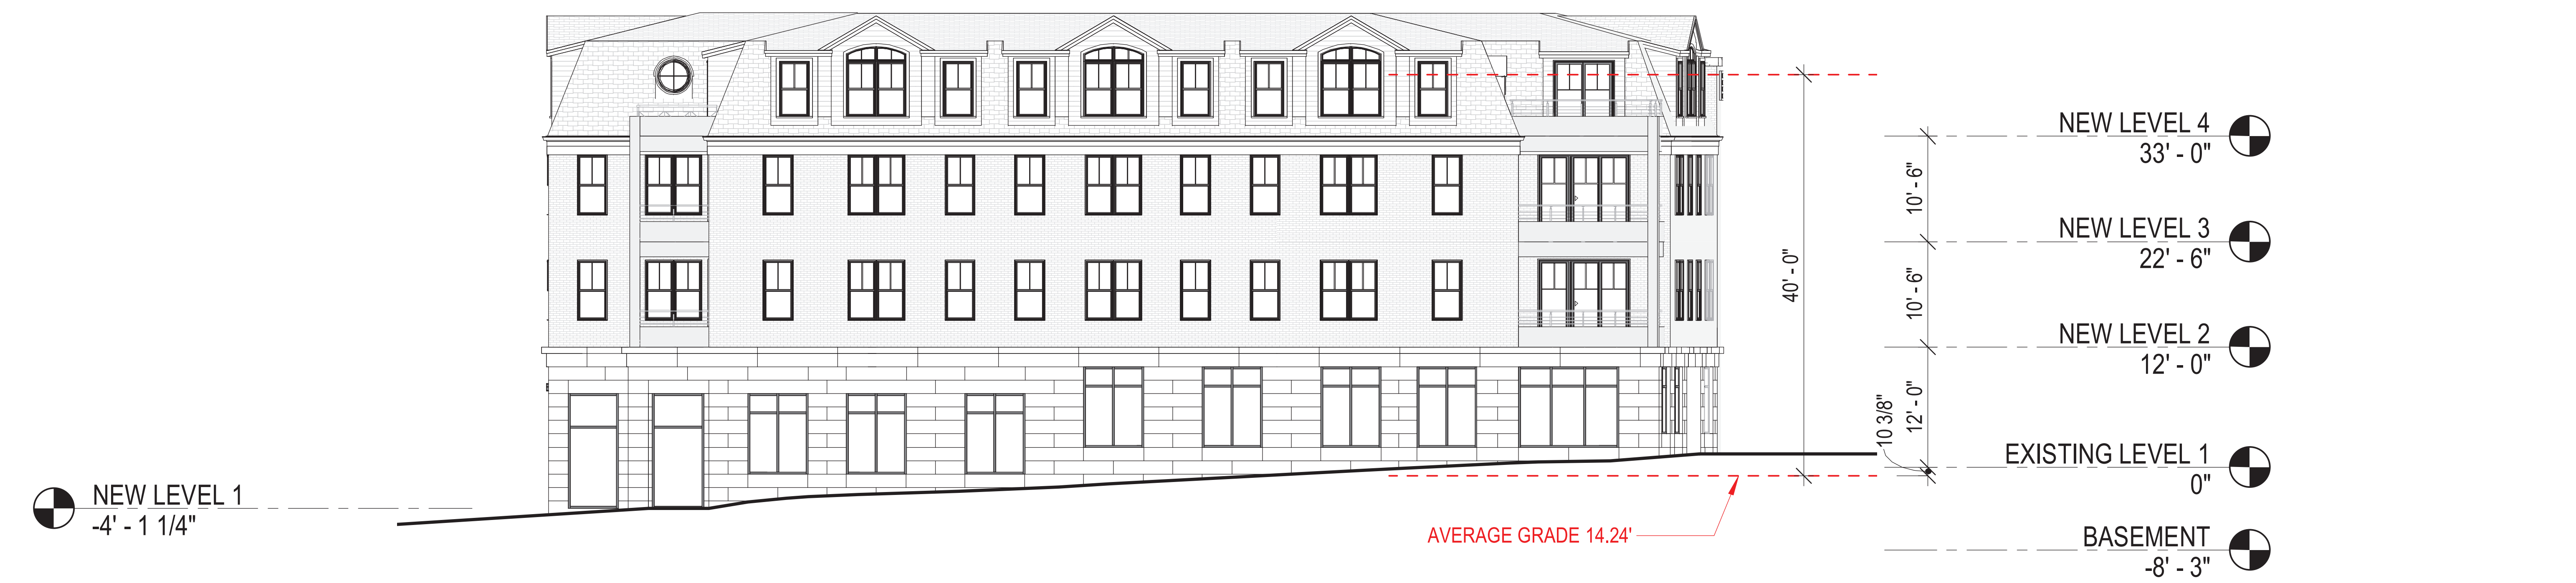 NEW LEVEL 4
33' - 0"
10' - 6"
NEW LEVEL 3
22' - 6"
40' - 0"
10' - 6"
NEW LEVEL 2
12' - 0"
12' - 0"
10 3/8"
EXISTING LEVEL 1
0"
NEW LEVEL 1
-4' - 1 1/4"
AVERAGE GRADE 14.24'
BASEMENT
-8' - 3"